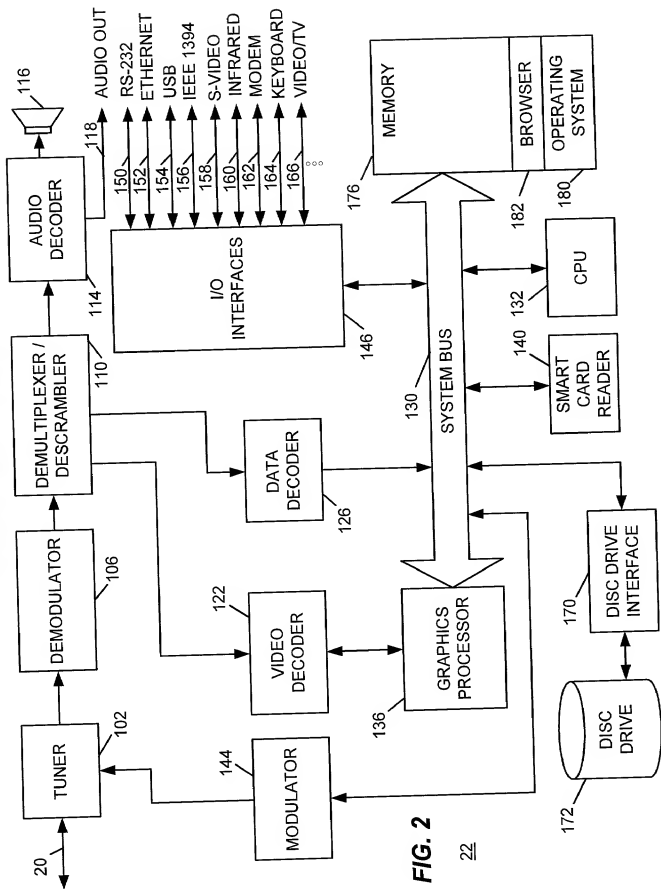 20
TUNER
102
DEMODULATOR
106
DEMULTIPLEXER /
DESCRAMBLER
110
AUDIO
DECODER
114
116
118
AUDIO OUT
MODULATOR
144
VIDEO
DECODER
122
DATA
DECODER
126
I/O
INTERFACES
146
150
RS-232
152
ETHERNET
154
USB
156
IEEE 1394
158
S-VIDEO
160
INFRARED
162
MODEM
164
KEYBOARD
166
VIDEO/TV
GRAPHICS
PROCESSOR
136
SYSTEM BUS
130
MEMORY
176
BROWSER
182
OPERATING
SYSTEM
180
DISC
DRIVE
172
DISC DRIVE
INTERFACE
170
SMART
CARD
READER
140
CPU
132
FIG. 2
22